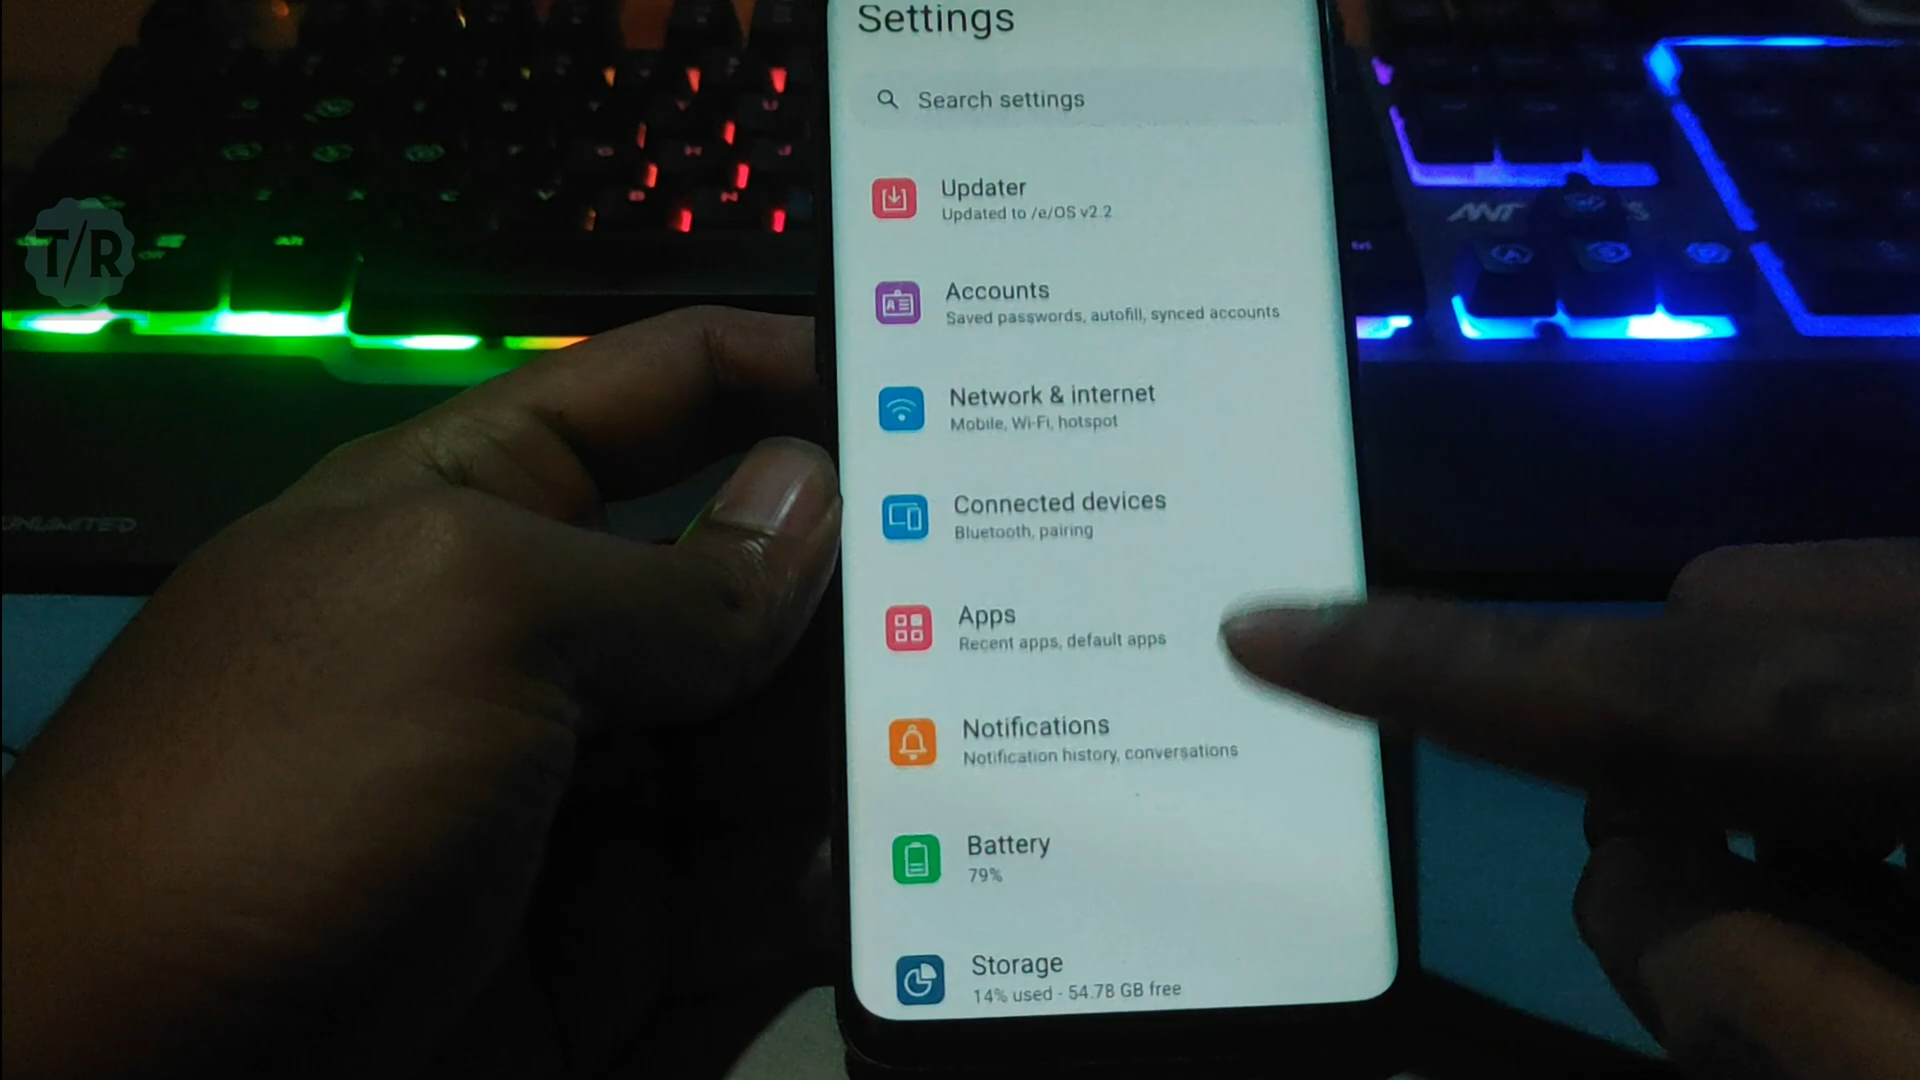 Settings
Search settings
Updater
Updated to /e/OS v2.2
Accounts
Saved passwords, autofill, synced accounts
Network & internet
Mobile, Wi-Fi, hotspot
Connected devices
Bluetooth, pairing
Apps
Recent apps, default apps
Notifications
Notification history, conversations
Battery
79%
Storage
14% used - 54.78 GB free
T/R
UNLIMITED
Alt